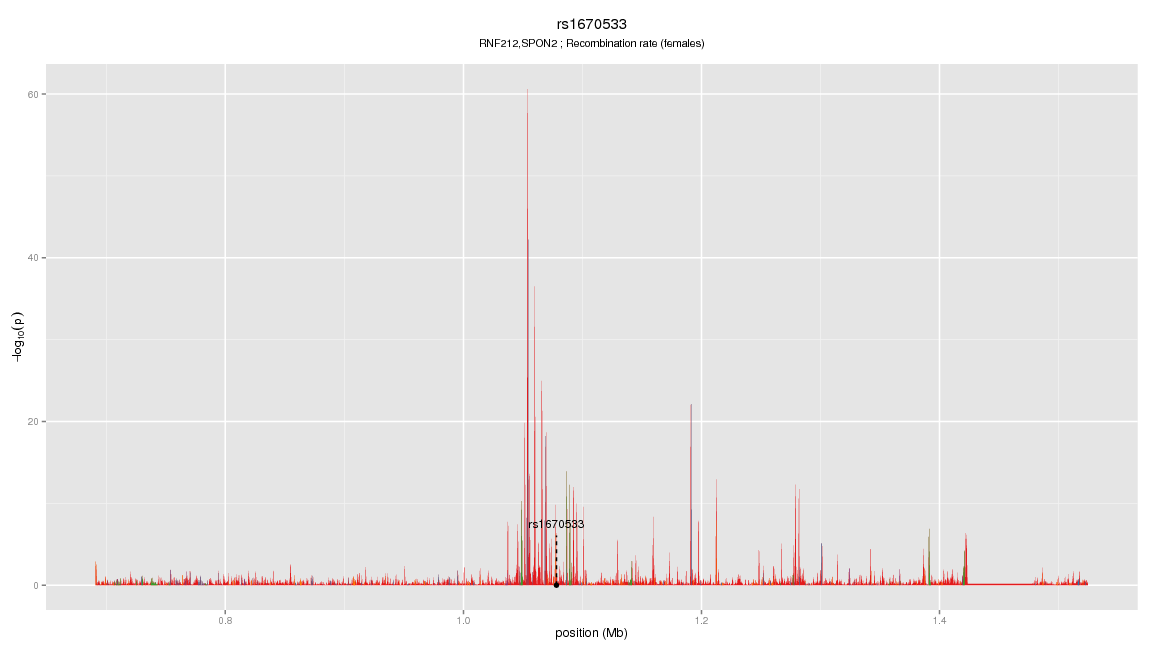 rs1670533
RNF212,SPON2 ; Recombination rate (females)
60
40
20
0
−log10(p)
rs1670533
0.8 1.0 1.2 1.4
position (Mb)